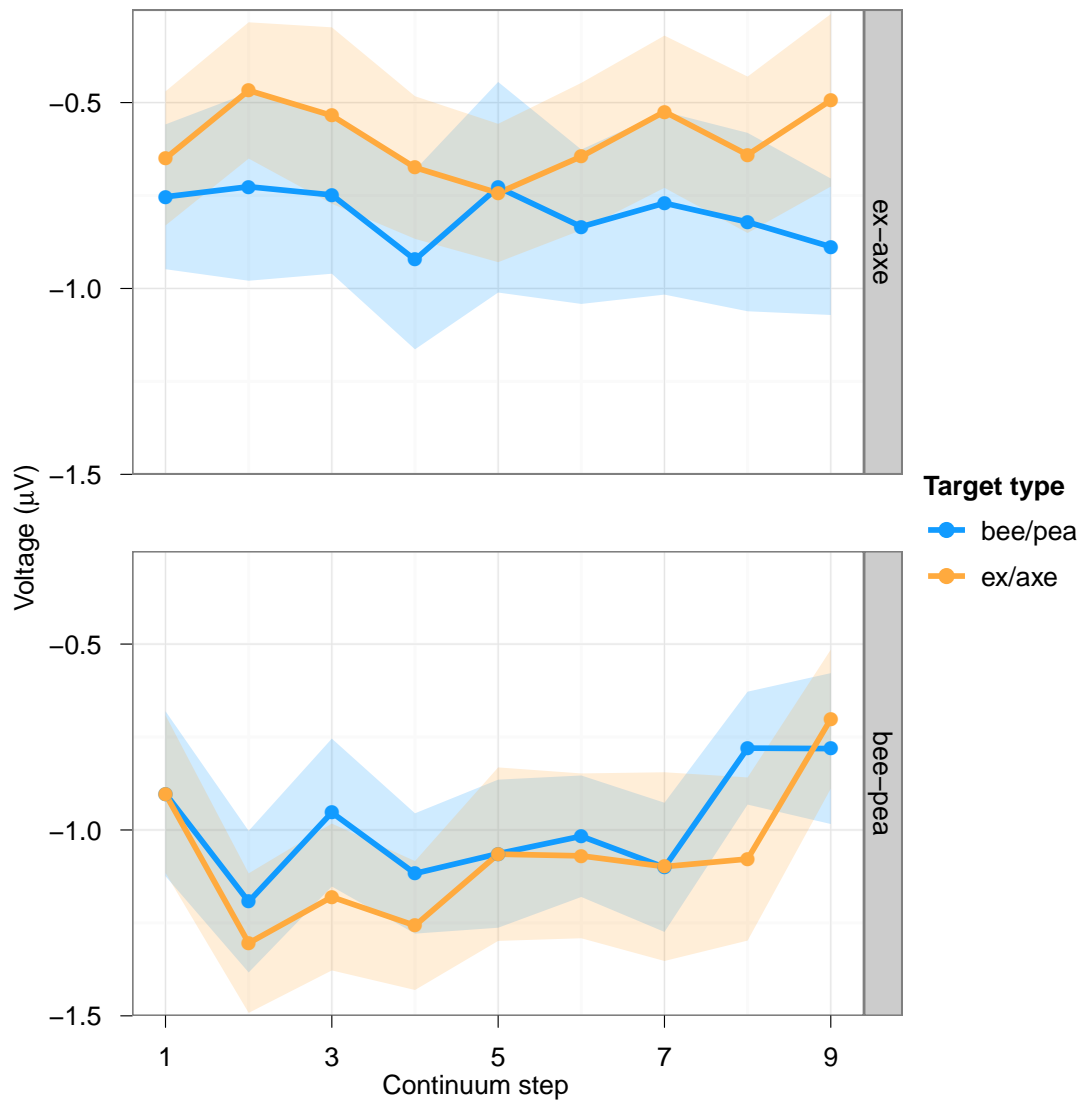 −0.5
−1.0
−1.5
ex−axe
Voltage (μV)
Target type
bee/pea
ex/axe
−0.5
−1.0
−1.5
bee−pea
1 3 5 7 9
Continuum step